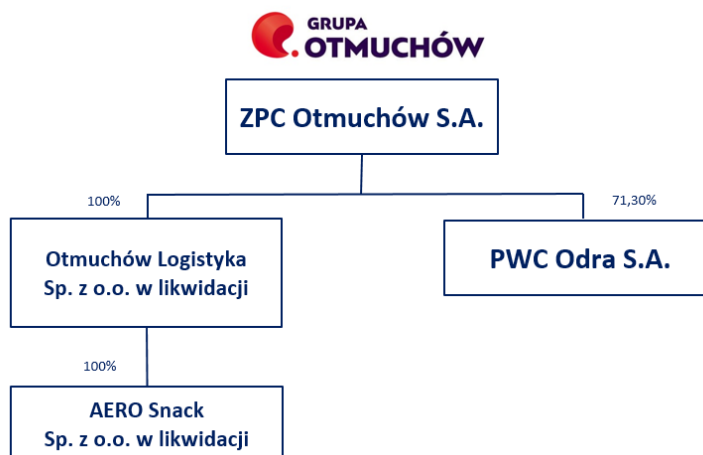 GRUPA
OTMUCHÓW
ZPC Otmuchów S.A.
100%
71,30%
Otmuchów Logistyka
Sp. z o.o. w likwidacji
PWC Odra S.A.
100%
AERO Snack
Sp. z o.o. w likwidacji